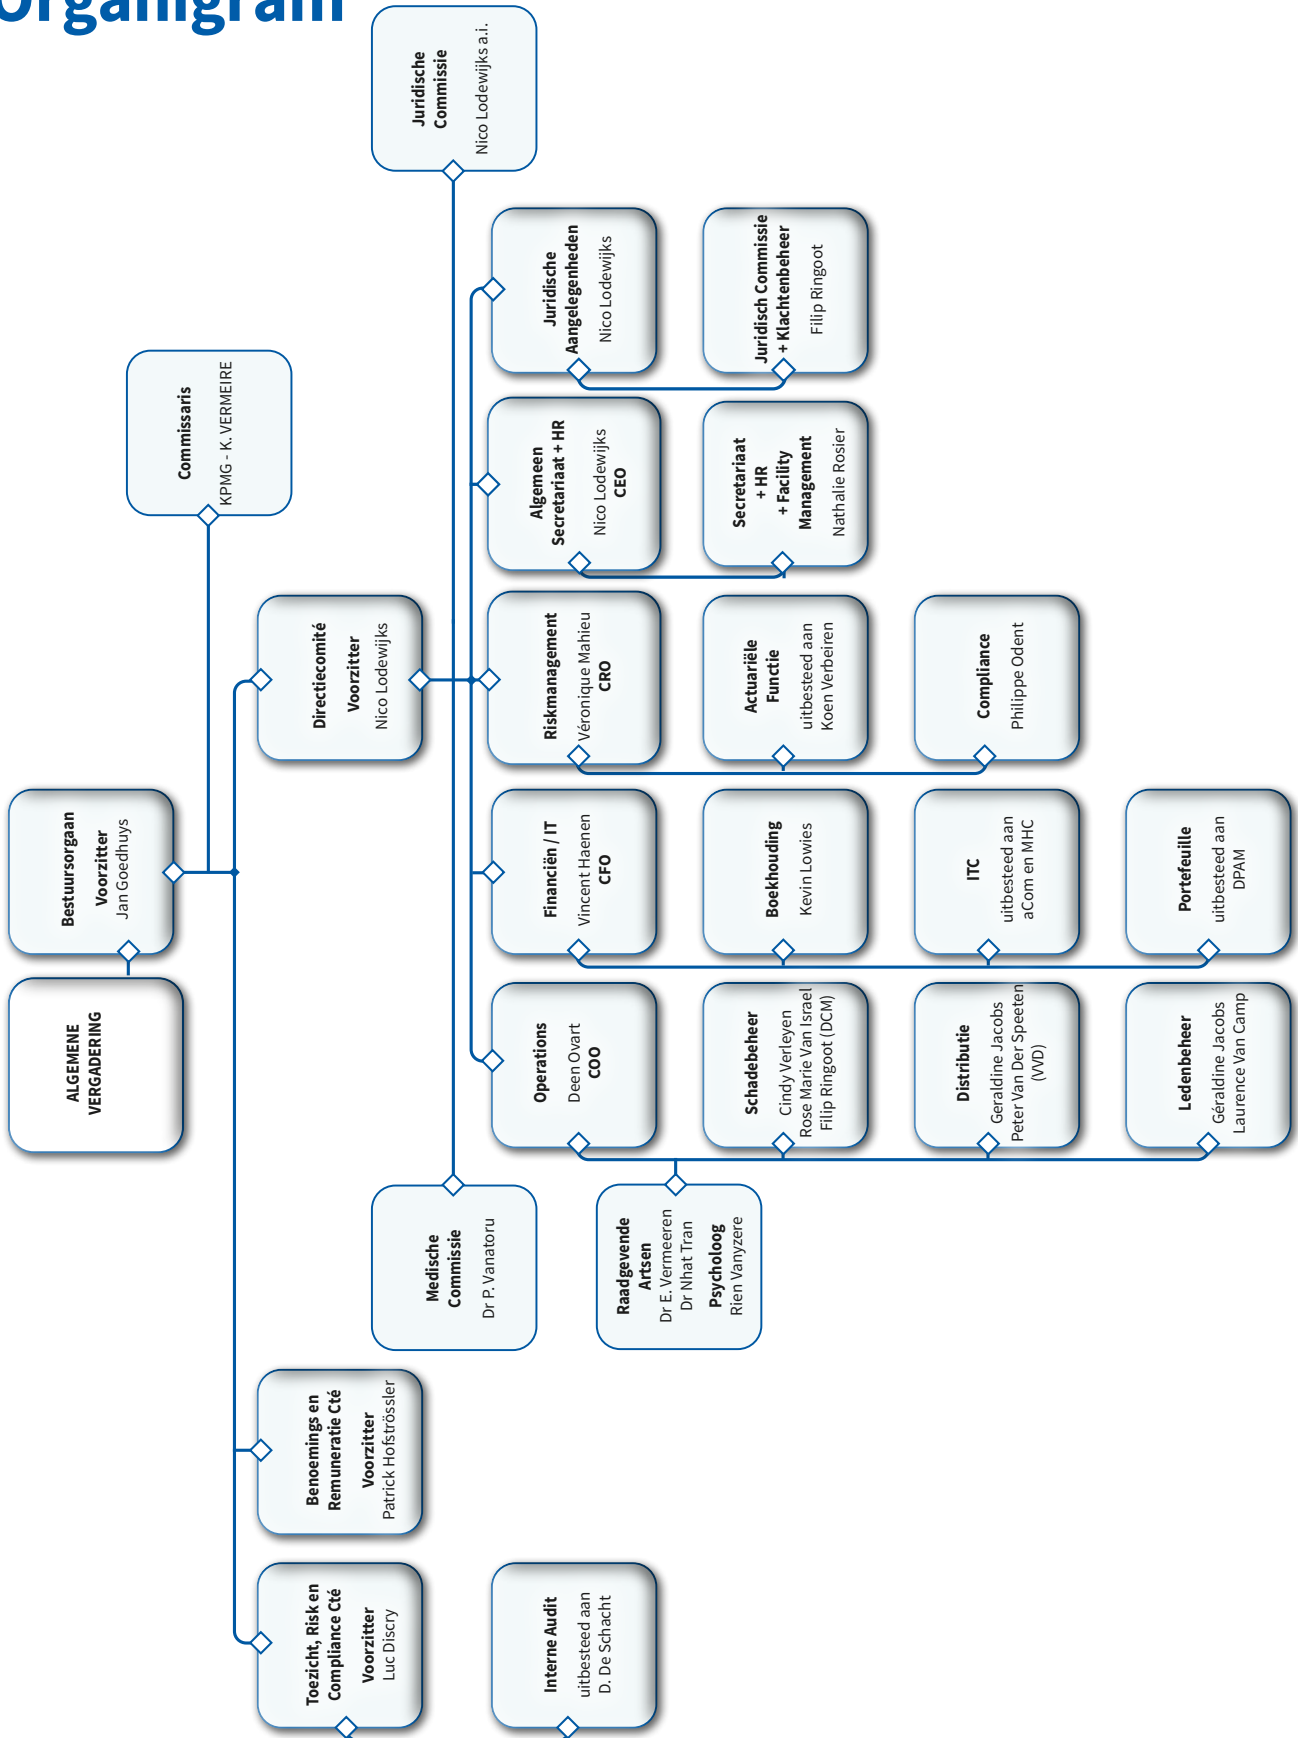 Organigram
ALGEMENE
VERGADERING
Bestuursorgaan
Voorzitter
Jan Goedhuys
Commissaris
KPMG - K. VERMEIRE
Toezicht, Risk en
Compliance Cté
Voorzitter
Luc Discry
Benoemings en
Remuneratie Cté
Voorzitter
Patrick Hofströssler
Directiecomité
Voorzitter
Nico Lodewijks
Medische
Commissie
Dr P. Vanatoru
Juridische
Commissie
Nico Lodewijks a.i.
Interne Audit
uitbesteed aan
D. De Schacht
Operations
Deen Ovart
COO
Financiën / IT
Vincent Haenen
CFO
Riskmanagement
Véronique Mahieu
CRO
Algemeen
Secretariaat + HR
Nico Lodewijks
CEO
Juridische
Aangelegenheden
Nico Lodewijks
Raadgevende
Artsen
Dr E. Vermeeren
Dr Nhat Tran
Psycholoog
Rien Vanyzere
Schadebeheer
Cindy Verleyen
Rose Marie Van Israel
Filip Ringoot (DCM)
Boekhouding
Kevin Lowies
Actuariële
Functie
uitbesteed aan
Koen Verbeiren
Secretariaat
+ HR
+ Facility
Management
Nathalie Rosier
Juridisch Commissie
+ Klachtenbeheer
Filip Ringoot
Distributie
Geraldine Jacobs
Peter Van Der Speeten
(VVD)
ITC
uitbesteed aan
aCom en MHC
Compliance
Philippe Odent
Ledenbeheer
Géraldine Jacobs
Laurence Van Camp
Portefeuille
uitbesteed aan
DPAM